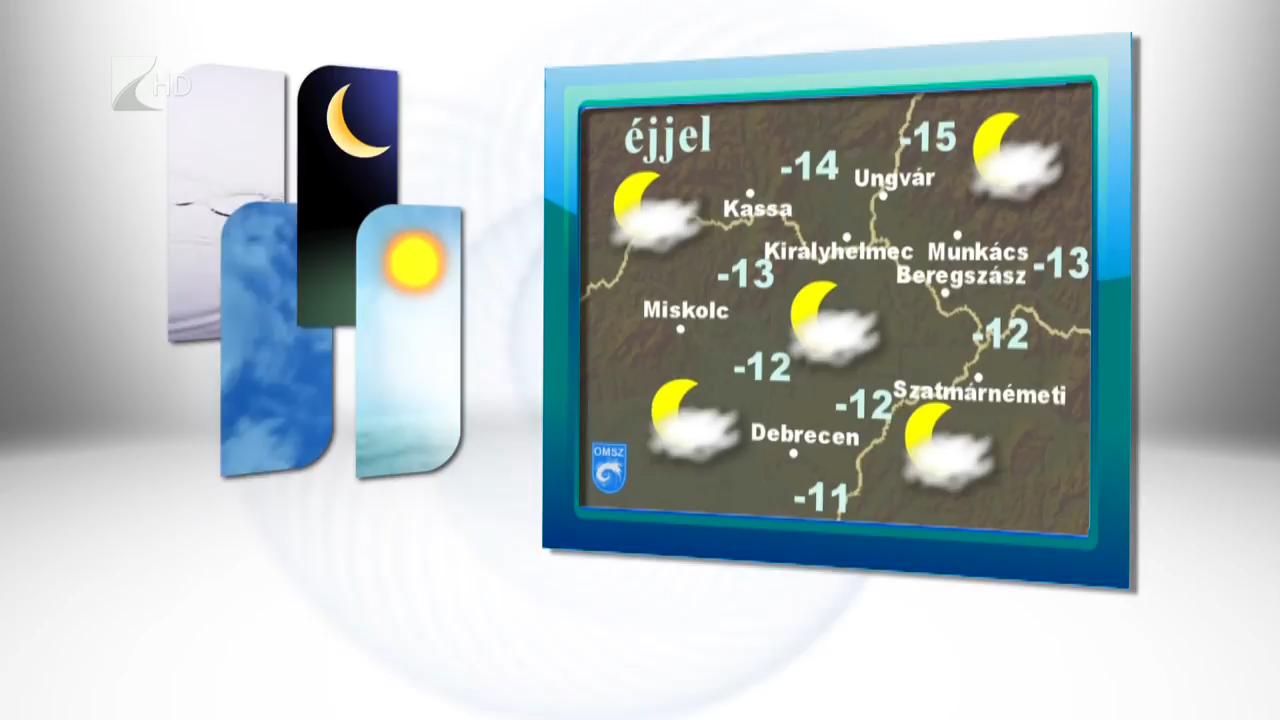 HD
éjjel
-15
-14
Ungvár
Kassa
Királyhelmec
Munkács
-13
Beregszász
-13
Miskolc
-12
-12
Szatmárnémeti
-12
Debrecen
OMSZ
-11